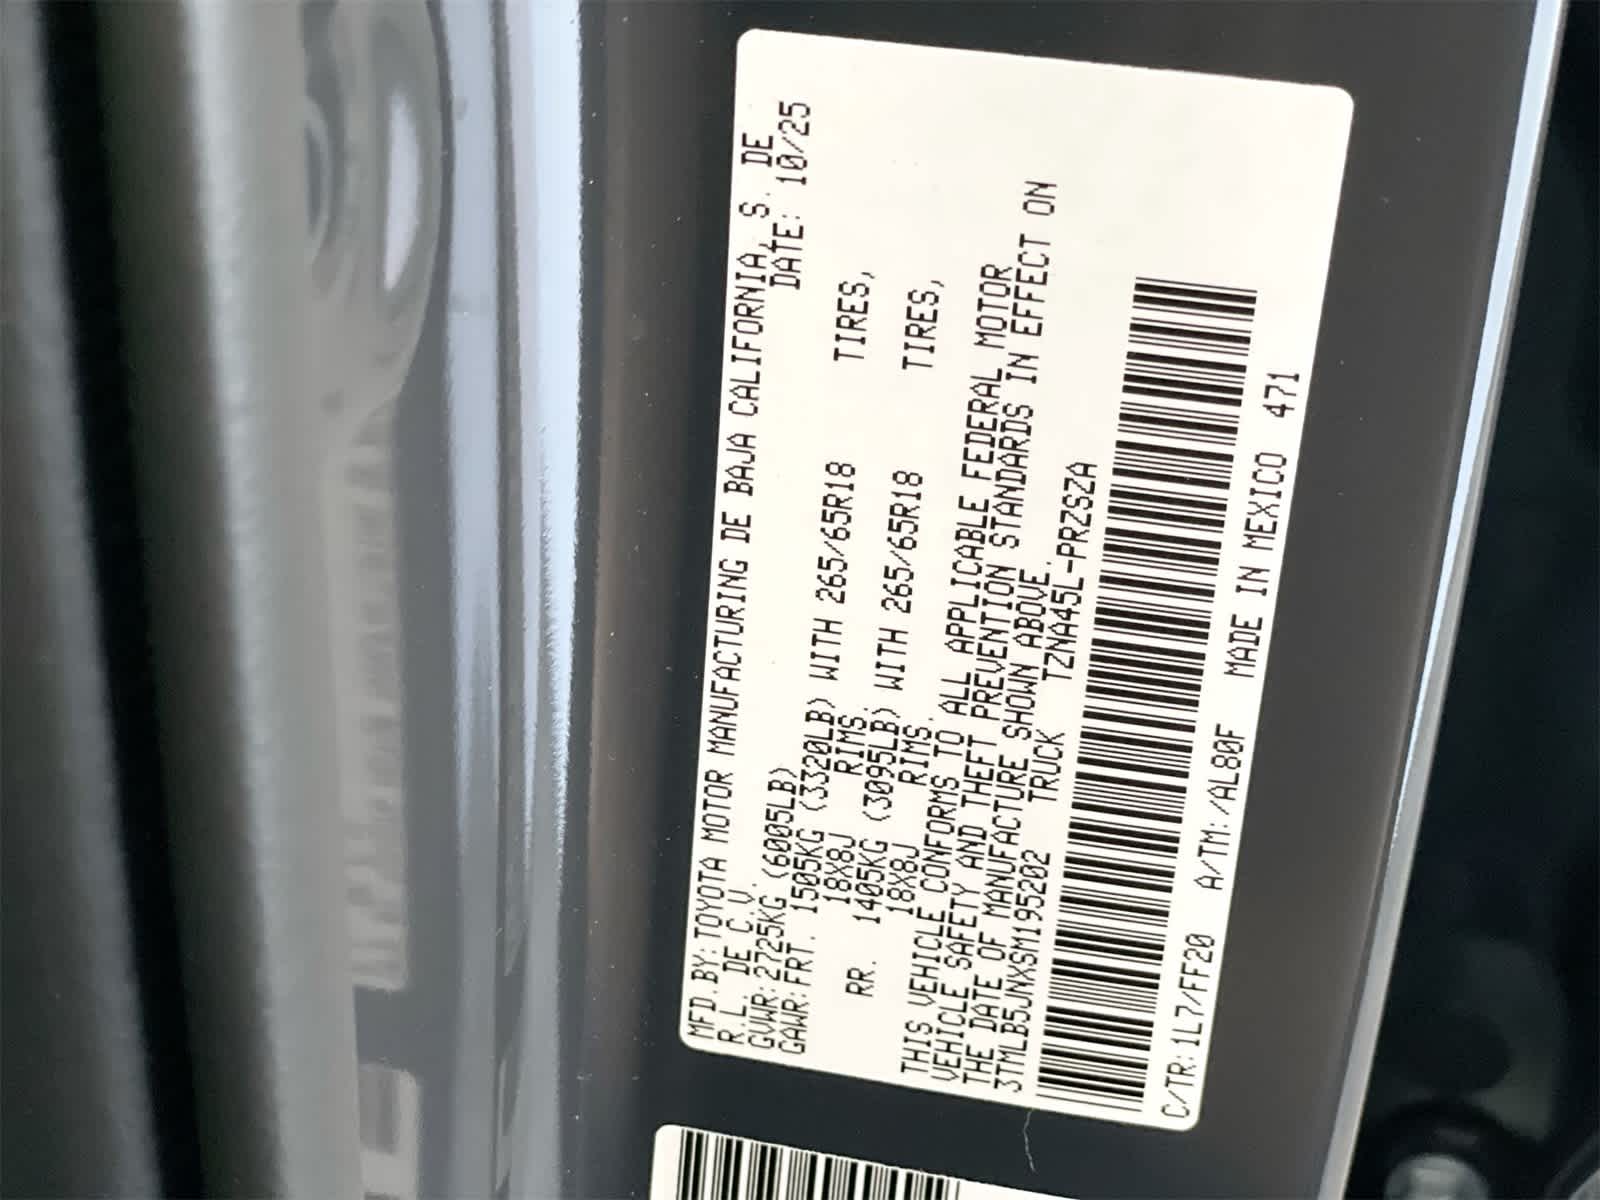 MFD.BY:TOYOTA MOTOR MANUFACTURING DE BAJA CALIFORNIA, S. DE
R.L. DE C.V. DATE: 10/25
GVWR:2725KG (6005LB)
GAWR:FRT. 1505KG (3320LB) WITH 265/65R18 TIRES,
18X8J RIMS.
RR. 1405KG (3095LB) WITH 265/65R18 TIRES,
18X8J RIMS.
THIS VEHICLE CONFORMS TO ALL APPLICABLE FEDERAL MOTOR
VEHICLE SAFETY AND THEFT PREVENTION STANDARDS IN EFFECT ON
THE DATE OF MANUFACTURE SHOWN ABOVE.
3TMLB5JNXSM195202 TRUCK TZNA45L-PRZSZA
C/TR:1L7/FF20 A/TM:/AL80F MADE IN MEXICO 471